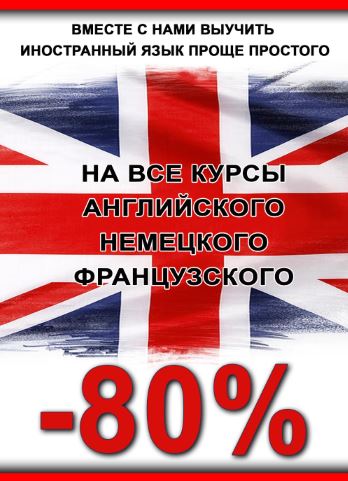 ВМЕСТЕ С НАМИ ВЫУЧИТЬ
ИНОСТРАННЫЙ ЯЗЫК ПРОЩЕ ПРОСТОГО
НА ВСЕ КУРСЫ
АНГЛИЙСКОГО
НЕМЕЦКОГО
ФРАНЦУЗСКОГО
-80%